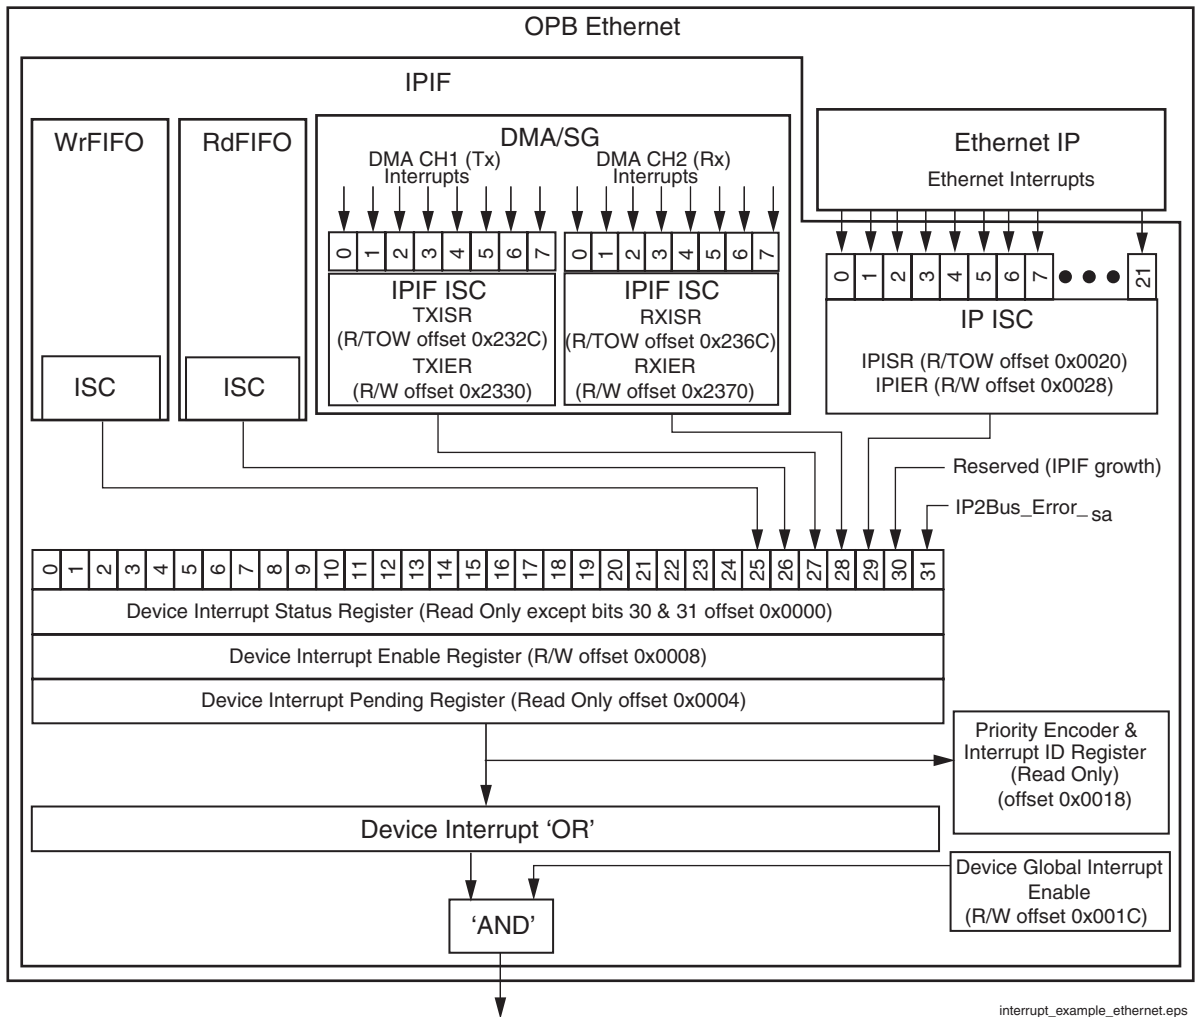 OPB Ethernet
IPIF
WrFIFO
RdFIFO
DMA/SG
DMA CH1 (Tx)
Interrupts
DMA CH2 (Rx)
Interrupts
Ethernet IP
Ethernet Interrupts
0 1 2 3 4 5 6 7
0 1 2 3 4 5 6 7
0 1 2 3 4 5 6 7 ● ● ● 21
ISC
ISC
IPIF ISC
TXISR
(R/TOW offset 0x232C)
TXIER
(R/W offset 0x2330)
IPIF ISC
RXISR
(R/TOW offset 0x236C)
RXIER
(R/W offset 0x2370)
IP ISC
IPISR (R/TOW offset 0x0020)
IPIER (R/W offset 0x0028)
Reserved (IPIF growth)
IP2Bus_Error_sa
0 1 2 3 4 5 6 7 8 9 10 11 12 13 14 15 16 17 18 19 20 21 22 23 24 25 26 27 28 29 30 31
Device Interrupt Status Register (Read Only except bits 30 & 31 offset 0x0000)
Device Interrupt Enable Register (R/W offset 0x0008)
Device Interrupt Pending Register (Read Only offset 0x0004)
Priority Encoder &
Interrupt ID Register
(Read Only)
(offset 0x0018)
Device Interrupt ‘OR’
Device Global Interrupt
Enable
(R/W offset 0x001C)
‘AND’
interrupt_example_ethernet.eps